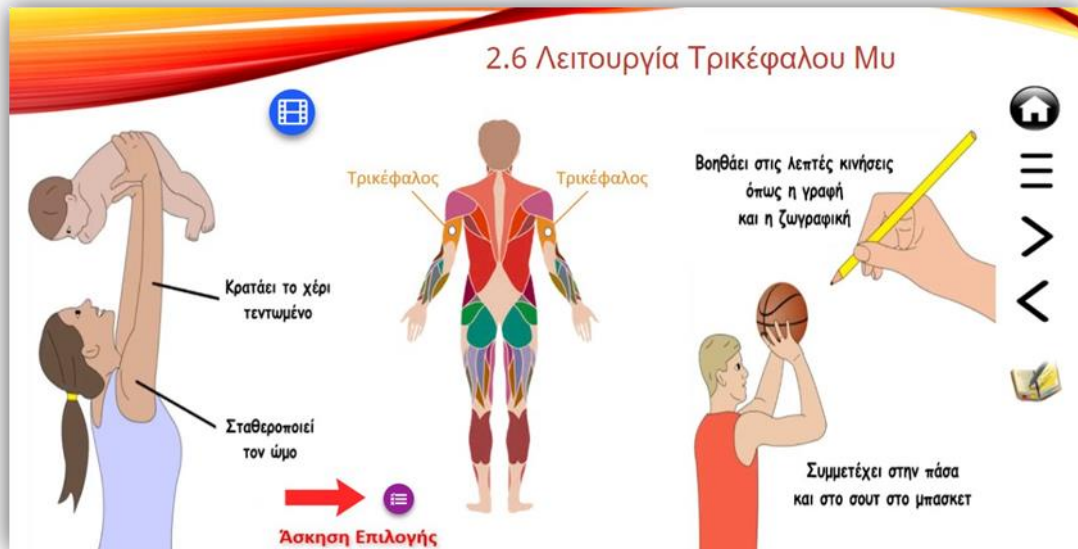 2.6 Λειτουργία Τρικέφαλου Μυ
Τρικέφαλος
Τρικέφαλος
Βοηθάει στις λεπτές κινήσεις
όπως η γραφή
και η ζωγραφική
Κρατάει το χέρι
τεντωμένο
Σταθεροποιεί
τον ώμο
Συμμετέχει στην πάσα
και στο σουτ στο μπασκετ
Άσκηση Επιλογής